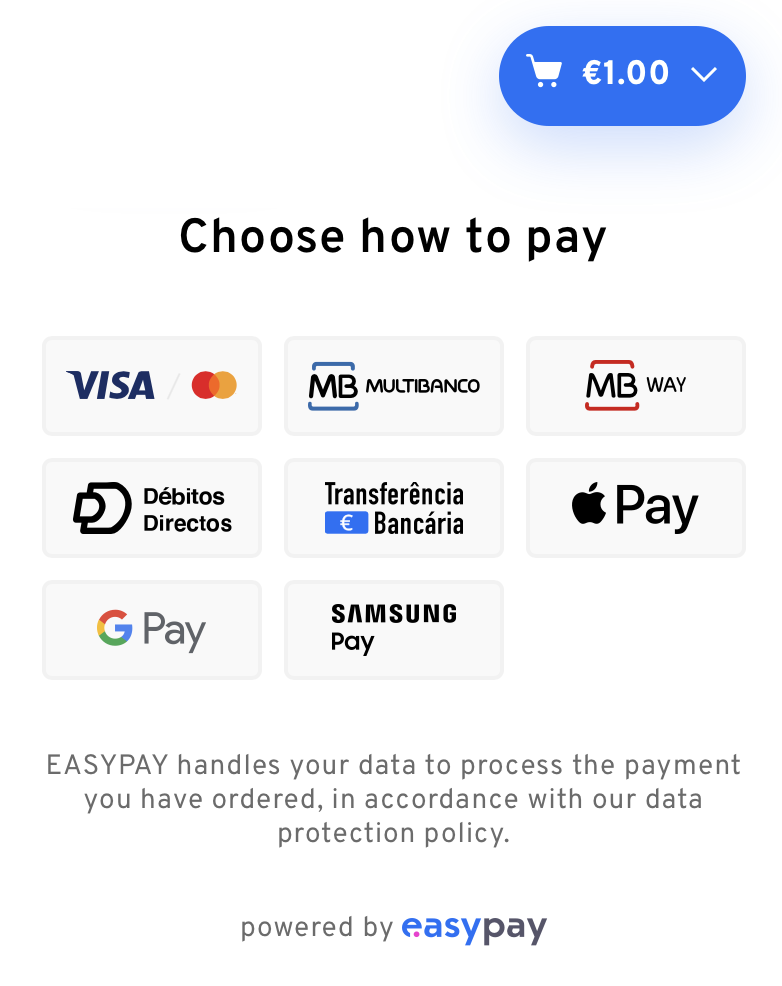 €1.00
Choose how to pay
VISA
MB MULTIBANCO
MB WAY
Débitos
Directos
Transferência
€ Bancária
Pay
G Pay
SAMSUNG
Pay
EASYPAY handles your data to process the payment
you have ordered, in accordance with our data
protection policy.
powered by easypay